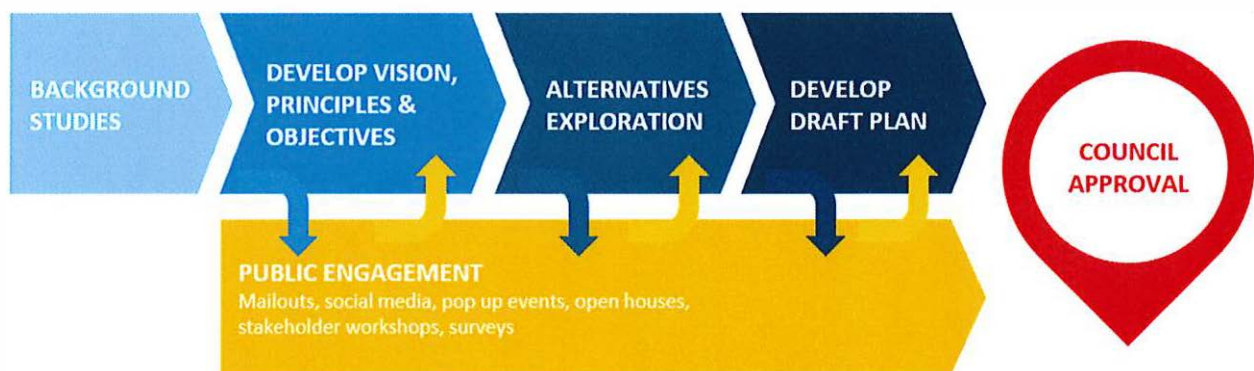 BACKGROUND
STUDIES
DEVELOP VISION,
PRINCIPLES &
OBJECTIVES
ALTERNATIVES
EXPLORATION
DEVELOP
DRAFT PLAN
COUNCIL
APPROVAL
PUBLIC ENGAGEMENT
Mailouts, social media, pop up events, open houses,
stakeholder workshops, surveys